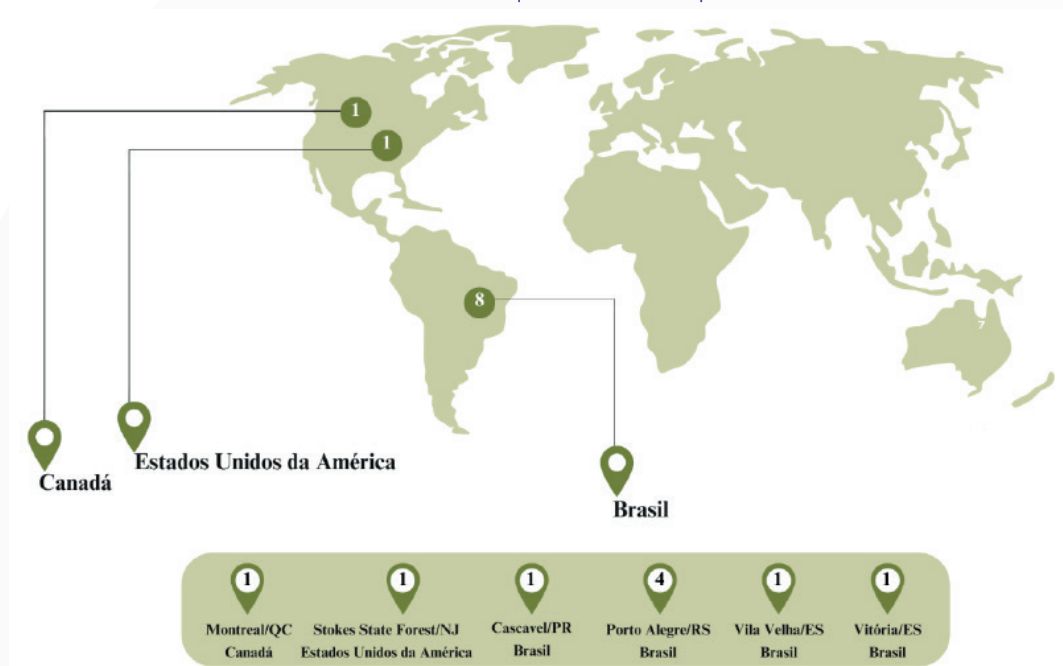 1
1
8
Estados Unidos da América
Canadá
Brasil
1 1 1 4 1 1
Montreal/QC Stokes State Forest/NJ Cascavel/PR Porto Alegre/RS Vila Velha/ES Vitória/ES
Canadá Estados Unidos da América Brasil Brasil Brasil Brasil